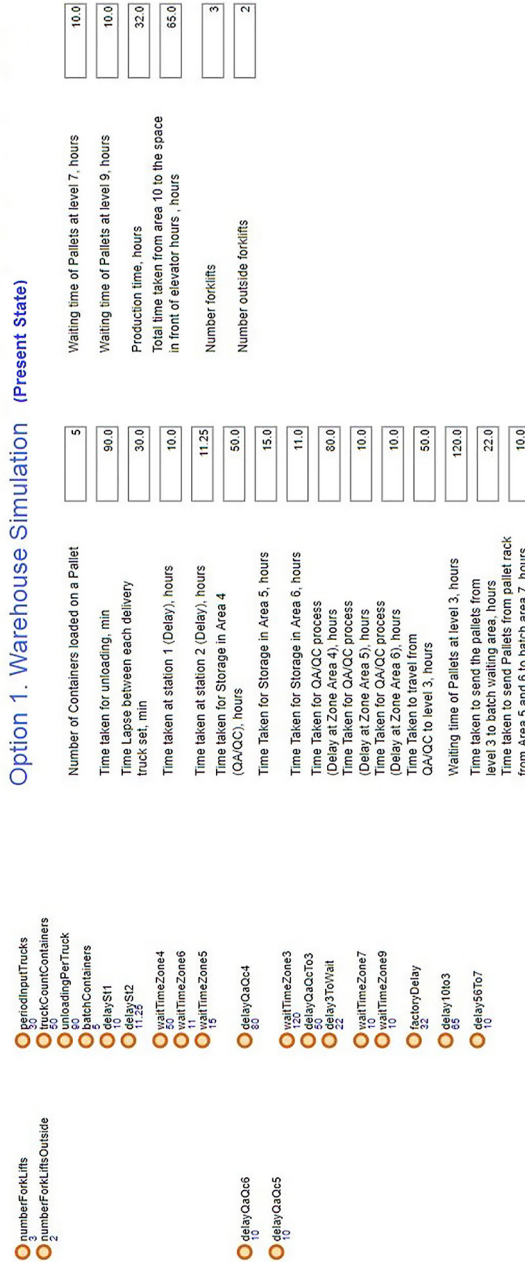 Option 1. Warehouse Simulation (Present State)
numberForkLifts
3
numberForkLiftsOutside
2
delayQaQc6
10
delayQaQc5
10
periodInputTrucks
30
truckCountContainers
50
unloadingPerTruck
90
batchContainers
5
delaySt1
10
delaySt2
11.25
waitTimeZone4
50
waitTimeZone6
11
waitTimeZone5
15
delayQaQc4
80
waitTimeZone3
120
delayQaQcTo3
50
delay3ToWait
22
waitTimeZone7
10
waitTimeZone9
10
factoryDelay
32
delay10to3
65
delay56To7
10
Number of Containers loaded on a Pallet 5
Time taken for unloading, min 90.0
Time Lapse between each delivery
truck set, min 30.0
Time taken at station 1 (Delay), hours 10.0
Time taken at station 2 (Delay), hours 11.25
Time taken for Storage in Area 4
(QA/QC), hours 50.0
Time Taken for Storage in Area 5, hours 15.0
Time Taken for Storage in Area 6, hours 11.0
Time Taken for QA/QC process
(Delay at Zone Area 4), hours 80.0
Time Taken for QA/QC process
(Delay at Zone Area 5), hours 10.0
Time Taken for QA/QC process
(Delay at Zone Area 6), hours 10.0
Time Taken to travel from
QA/QC to level 3, hours 50.0
Waiting time of Pallets at level 3, hours 120.0
Time taken to send the pallets from
level 3 to batch waiting area, hours 22.0
Time taken to send Pallets from pallet rack
from Area 5 and 6 to batch area 7, hours 10.0
Waiting time of Pallets at level 7, hours 10.0
Waiting time of Pallets at level 9, hours 10.0
Production time, hours 32.0
Total time taken from area 10 to the space
in front of elevator hours , hours 65.0
Number forklifts 3
Number outside forklifts 2